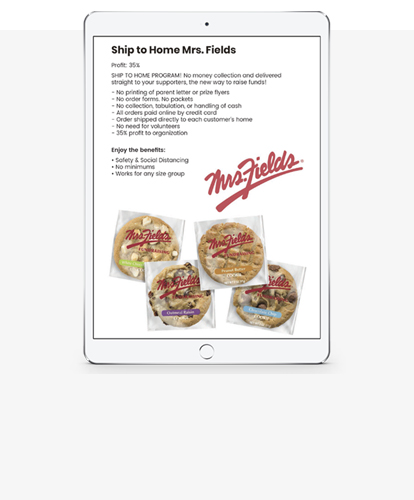 Ship to Home Mrs. Fields
Profit: 35%
SHIP TO HOME PROGRAM! No money collection and delivered
straight to your supporters, the new way to raise funds!
- No printing of parent letter or prize flyers
- No order forms. No packets
- No collection, tabulation, or handling of cash
- All orders paid online by credit card
- Order shipped directly to each customer's home
- No need for volunteers
- 35% profit to organization
Enjoy the benefits:
• Safety & Social Distancing
• No minimums
• Works for any size group
Mrs. Fields
Mrs. Fields
Mrs. Fields
Peanut Butter
Mrs. Fields
Oatmeal Raisin
Mrs. Fields